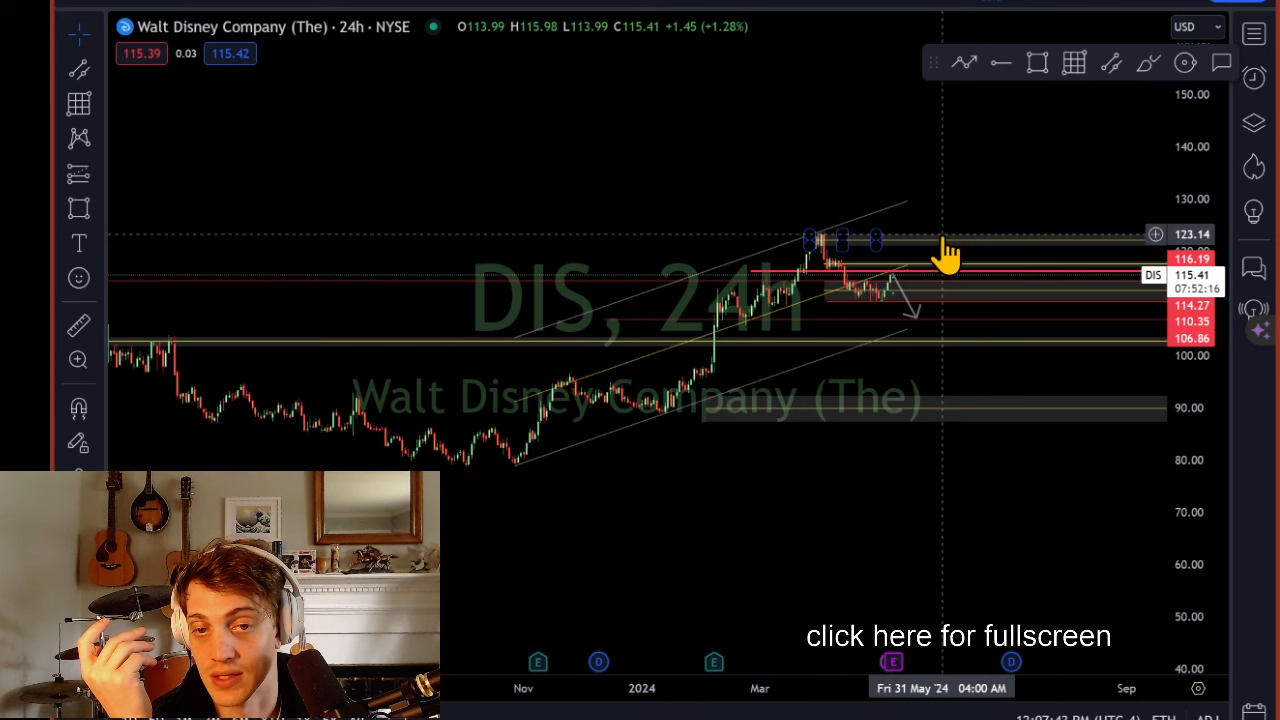 Walt Disney Company (The) · 24h · NYSE O113.99 H115.98 L113.99 C115.41 +1.45 (+1.28%)
USD
115.39 0.03 115.42
150.00
140.00
130.00
123.14
116.19
DIS 115.41
07:52:16
114.27
110.35
106.86
100.00
90.00
80.00
70.00
60.00
50.00
40.00
DIS, 24h
Walt Disney Company (The)
click here for fullscreen
E D E E D
Nov 2024 Mar Fri 31 May '24 04:00 AM Sep